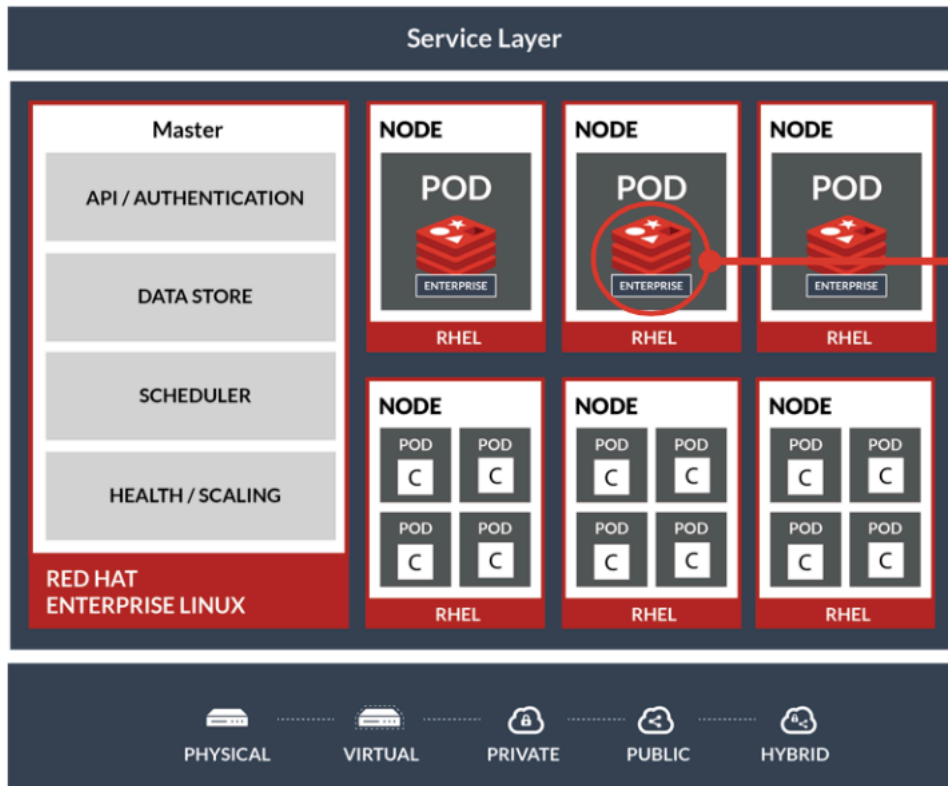 Service Layer
Master
API / AUTHENTICATION
DATA STORE
SCHEDULER
HEALTH / SCALING
RED HAT
ENTERPRISE LINUX
NODE
POD
ENTERPRISE
RHEL
NODE
POD
ENTERPRISE
RHEL
NODE
POD
ENTERPRISE
RHEL
NODE
POD POD
C C
POD POD
C C
RHEL
NODE
POD POD
C C
POD POD
C C
RHEL
NODE
POD POD
C C
POD POD
C C
RHEL
PHYSICAL VIRTUAL PRIVATE PUBLIC HYBRID